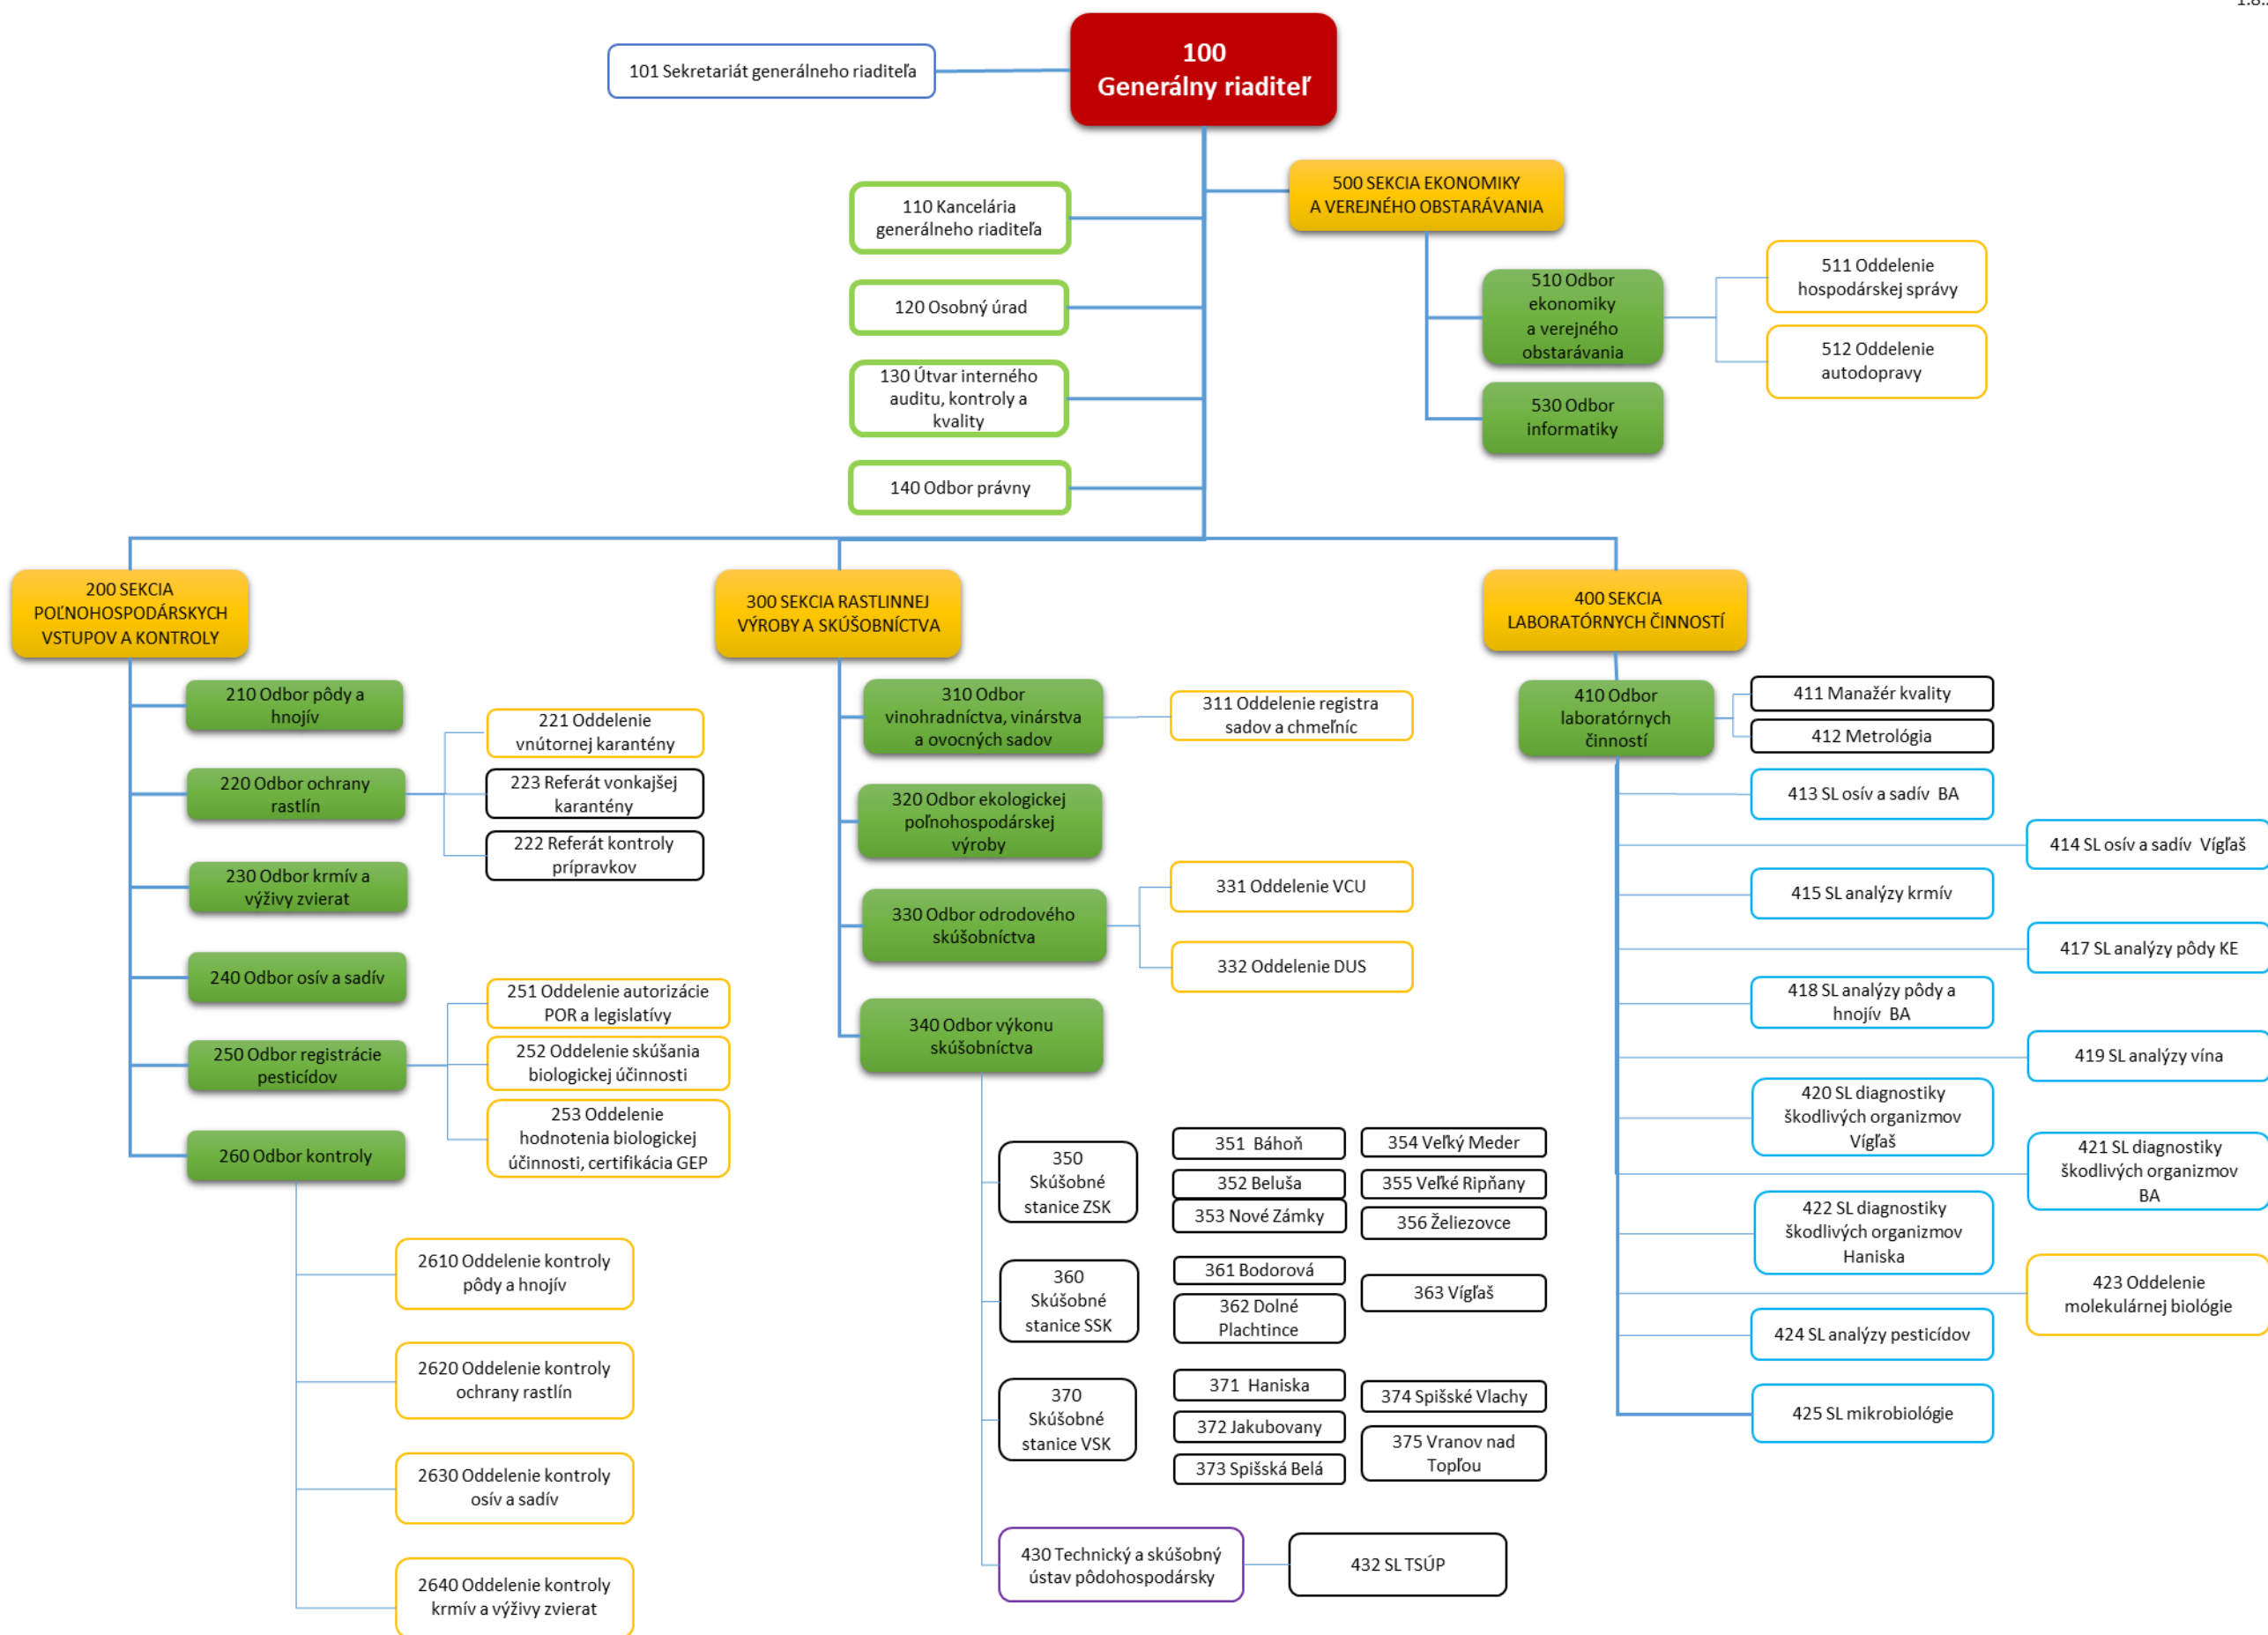 1.8.
101 Sekretariát generálneho riaditeľa
100
Generálny riaditeľ
110 Kancelária
generálneho riaditeľa
120 Osobný úrad
130 Útvar interného
auditu, kontroly a
kvality
140 Odbor právny
500 SEKCIA EKONOMIKY
A VEREJNÉHO OBSTARÁVANIA
510 Odbor
ekonomiky
a verejného
obstarávania
511 Oddelenie
hospodárskej správy
512 Oddelenie
autodopravy
530 Odbor
informatiky
200 SEKCIA
POĽNOHOSPODÁRSKYCH
VSTUPOV A KONTROLY
210 Odbor pôdy a
hnojív
220 Odbor ochrany
rastlín
221 Oddelenie
vnútornej karantény
223 Referát vonkajšej
karantény
222 Referát kontroly
prípravkov
230 Odbor krmív a
výživy zvierat
240 Odbor osív a sadív
250 Odbor registrácie
pesticídov
251 Oddelenie autorizácie
POR a legislatívy
252 Oddelenie skúšania
biologickej účinnosti
253 Oddelenie
hodnotenia biologickej
účinnosti, certifikácia GEP
260 Odbor kontroly
2610 Oddelenie kontroly
pôdy a hnojív
2620 Oddelenie kontroly
ochrany rastlín
2630 Oddelenie kontroly
osív a sadív
2640 Oddelenie kontroly
krmív a výživy zvierat
300 SEKCIA RASTLINNEJ
VÝROBY A SKÚŠOBNÍCTVA
310 Odbor
vinohradníctva, vinárstva
a ovocných sadov
311 Oddelenie registra
sadov a chmeľníc
320 Odbor ekologickej
poľnohospodárskej
výroby
330 Odbor odrodového
skúšobníctva
331 Oddelenie VCU
332 Oddelenie DUS
340 Odbor výkonu
skúšobníctva
350
Skúšobné
stanice ZSK
351 Báhoň
352 Beluša
353 Nové Zámky
354 Veľký Meder
355 Veľké Ripňany
356 Želiezovce
360
Skúšobné
stanice SSK
361 Bodorová
362 Dolné
Plachtince
363 Vígľaš
370
Skúšobné
stanice VSK
371 Haniska
372 Jakubovany
373 Spišská Belá
374 Spišské Vlachy
375 Vranov nad
Topľou
430 Technický a skúšobný
ústav pôdohospodársky
432 SL TSÚP
400 SEKCIA
LABORATÓRNYCH ČINNOSTÍ
410 Odbor
laboratórnych
činností
411 Manažér kvality
412 Metrológia
413 SL osív a sadív BA
414 SL osív a sadív Vígľaš
415 SL analýzy krmív
417 SL analýzy pôdy KE
418 SL analýzy pôdy a
hnojív BA
419 SL analýzy vína
420 SL diagnostiky
škodlivých organizmov
Vígľaš
421 SL diagnostiky
škodlivých organizmov
BA
422 SL diagnostiky
škodlivých organizmov
Haniska
423 Oddelenie
molekulárnej biológie
424 SL analýzy pesticídov
425 SL mikrobiológie